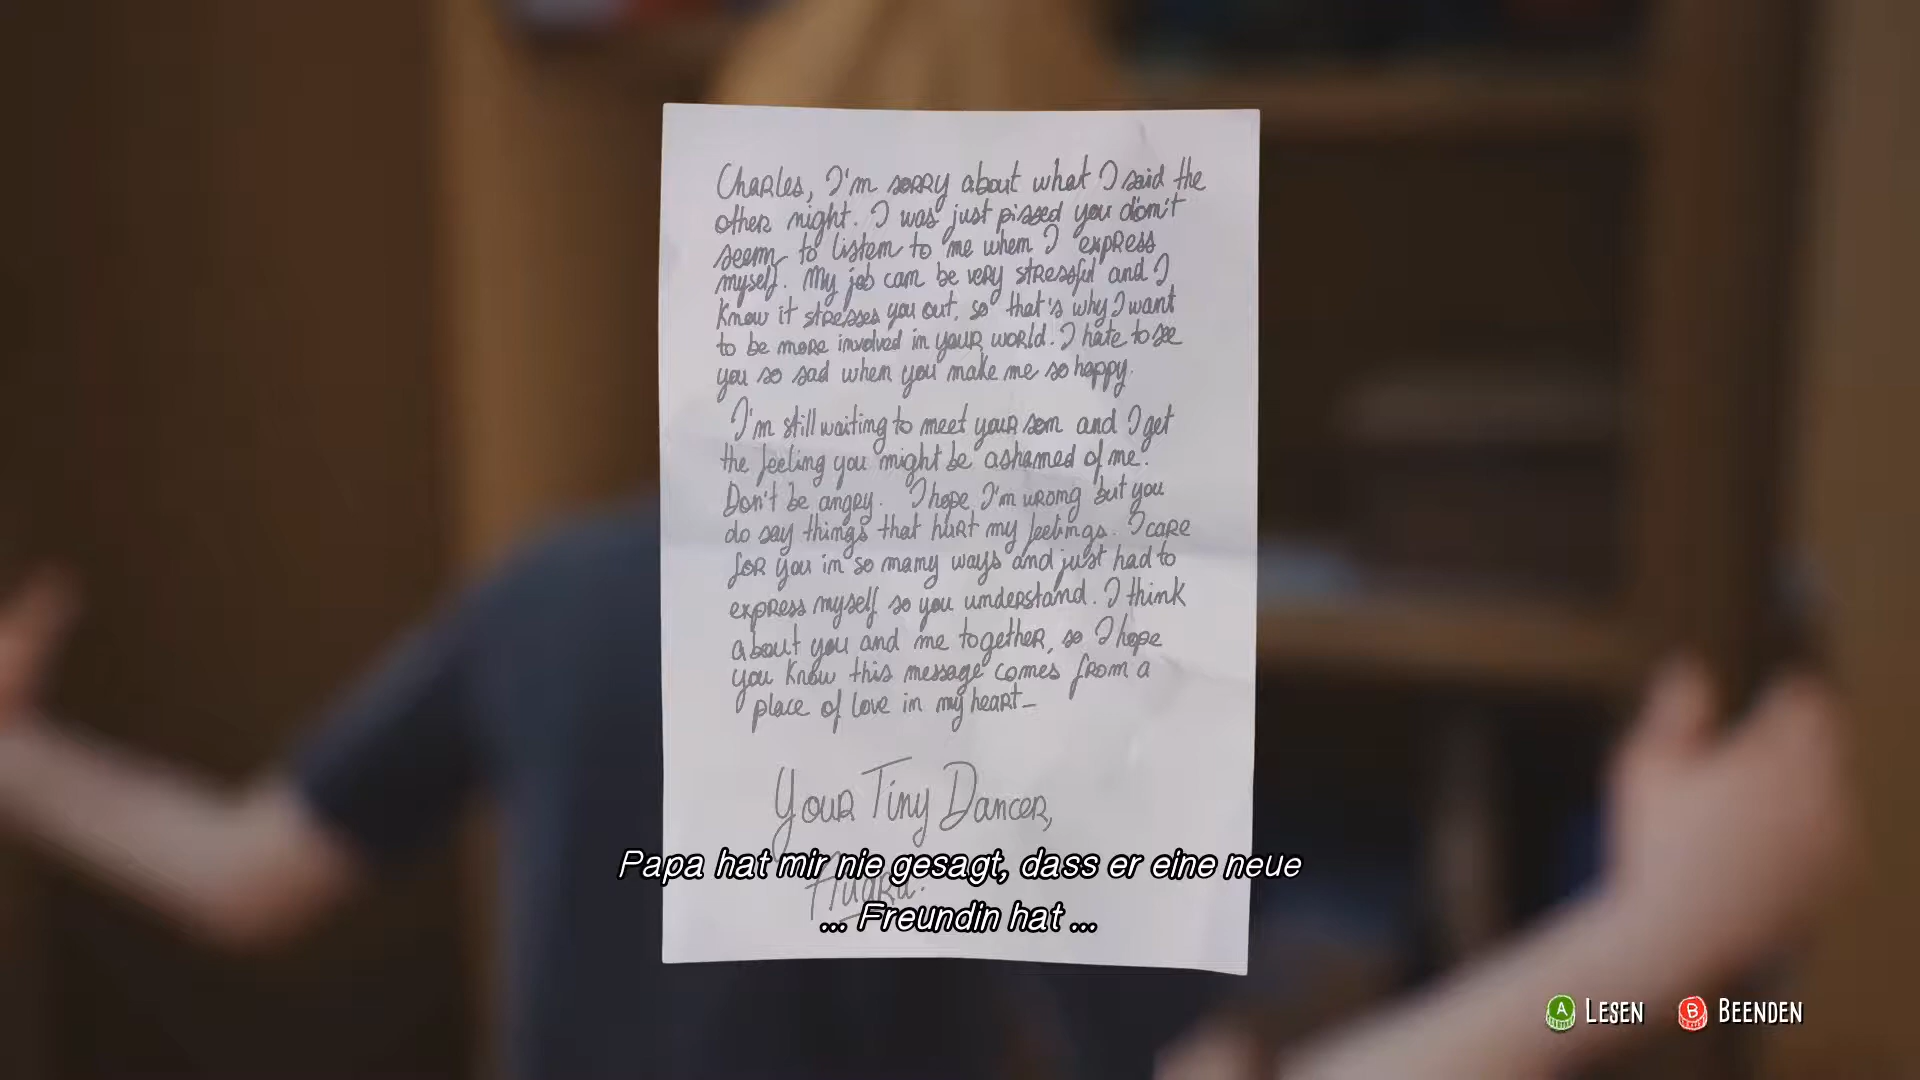 Charles, I'm sorry about what I said the
other night. I was just pissed you don't
seem to listen to me when I express
myself. My job can be very stressful and I
know it stresses you out, so that's why I want
to be more involved in your world. I hate to see
you so sad when you make me so happy.
I'm still waiting to meet your son and I get
the feeling you might be ashamed of me.
Don't be angry. I hope I'm wrong but you
do say things that hurt my feelings. I care
for you in so many ways and just had to
express myself so you understand. I think
about you and me together, so I hope
you know this message comes from a
place of love in my heart—
Your Tiny Dancer,
Papa hat mir nie gesagt, dass er eine neue
... Freundin hat ...
A LESEN B BEENDEN